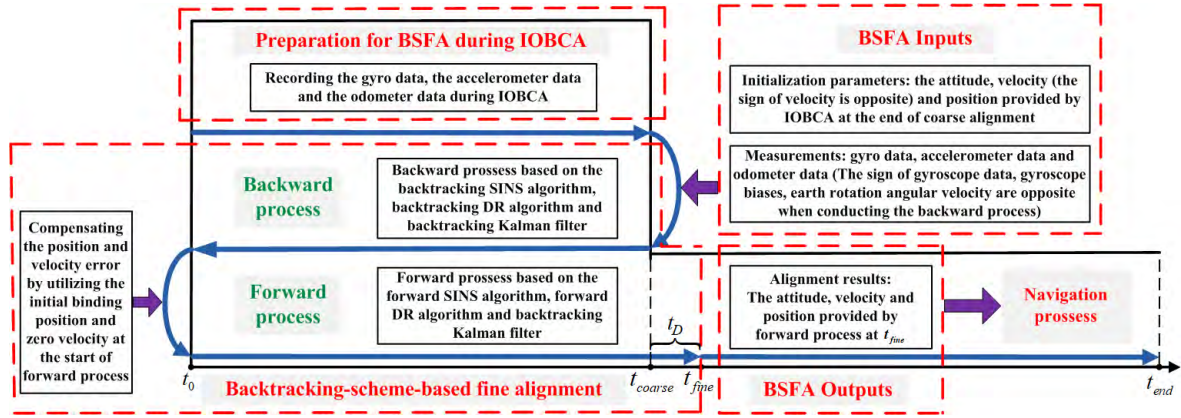 Preparation for BSFA during IOBCA
Recording the gyro data, the accelerometer data
and the odometer data during IOBCA
BSFA Inputs
Initialization parameters: the attitude, velocity (the
sign of velocity is opposite) and position provided by
IOBCA at the end of coarse alignment
Measurements: gyro data, accelerometer data and
odometer data (The sign of gyroscope data, gyroscope
biases, earth rotation angular velocity are opposite
when conducting the backward process)
Backward
process
Backward prossess based on the
backtracking SINS algorithm,
backtracking DR algorithm and
backtracking Kalman filter
Compensating
the position and
velocity error
by utilizing the
initial binding
position and
zero velocity at
the start of
forward process
Forward
process
Forward prossess based on the
forward SINS algorithm, forward
DR algorithm and backtracking
Kalman filter
t_D
Alignment results:
The attitude, velocity and
position provided by
forward process at t_fine
Navigation
prossess
t_0
Backtracking-scheme-based fine alignment
t_coarse
t_fine
BSFA Outputs
t_end